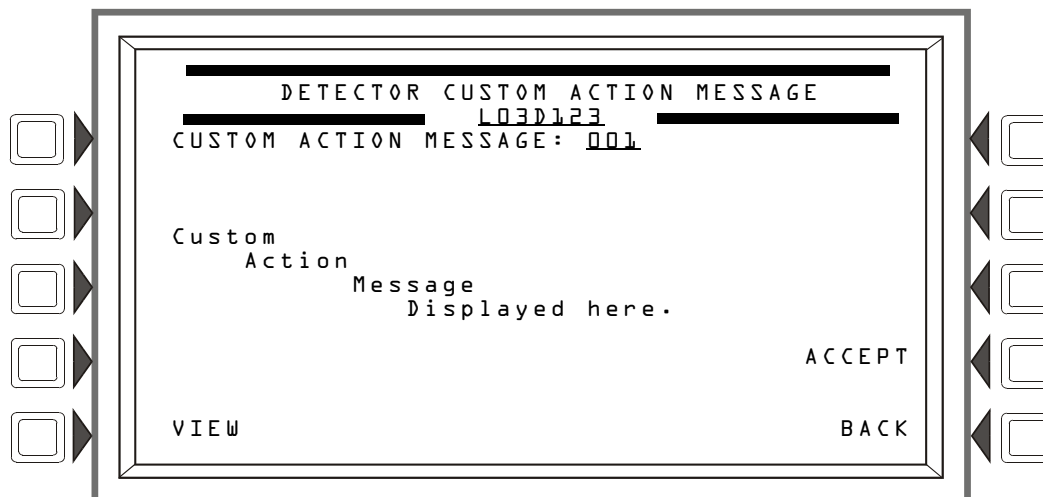 DETECTOR CUSTOM ACTION MESSAGE
L03D123
CUSTOM ACTION MESSAGE: 001
Custom
Action
Message
Displayed here.
ACCEPT
VIEW BACK